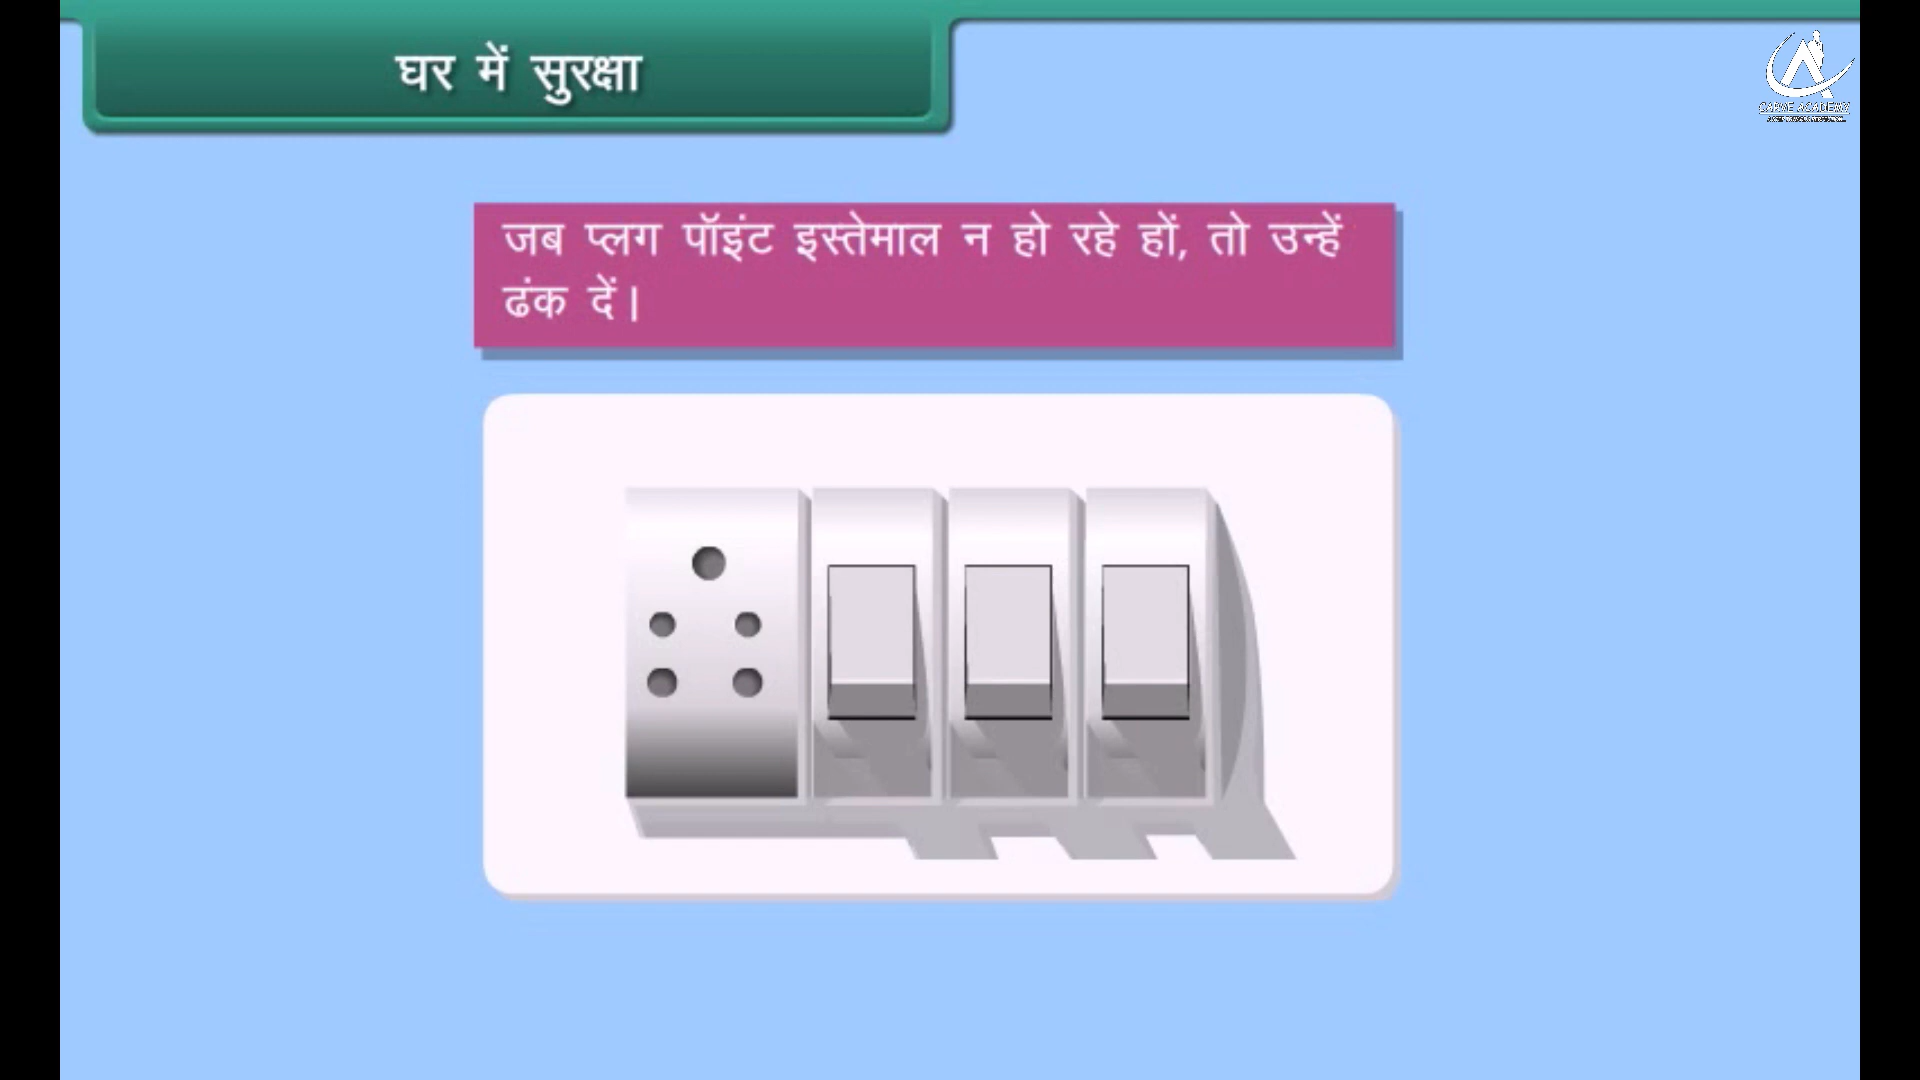 घर में सुरक्षा
जब प्लग पॉइंट इस्तेमाल न हो रहे हों, तो उन्हें
ढंक दें।